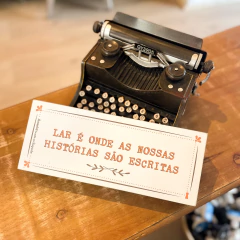 LAR É ONDE AS NOSSAS
HISTÓRIAS SÃO ESCRITAS